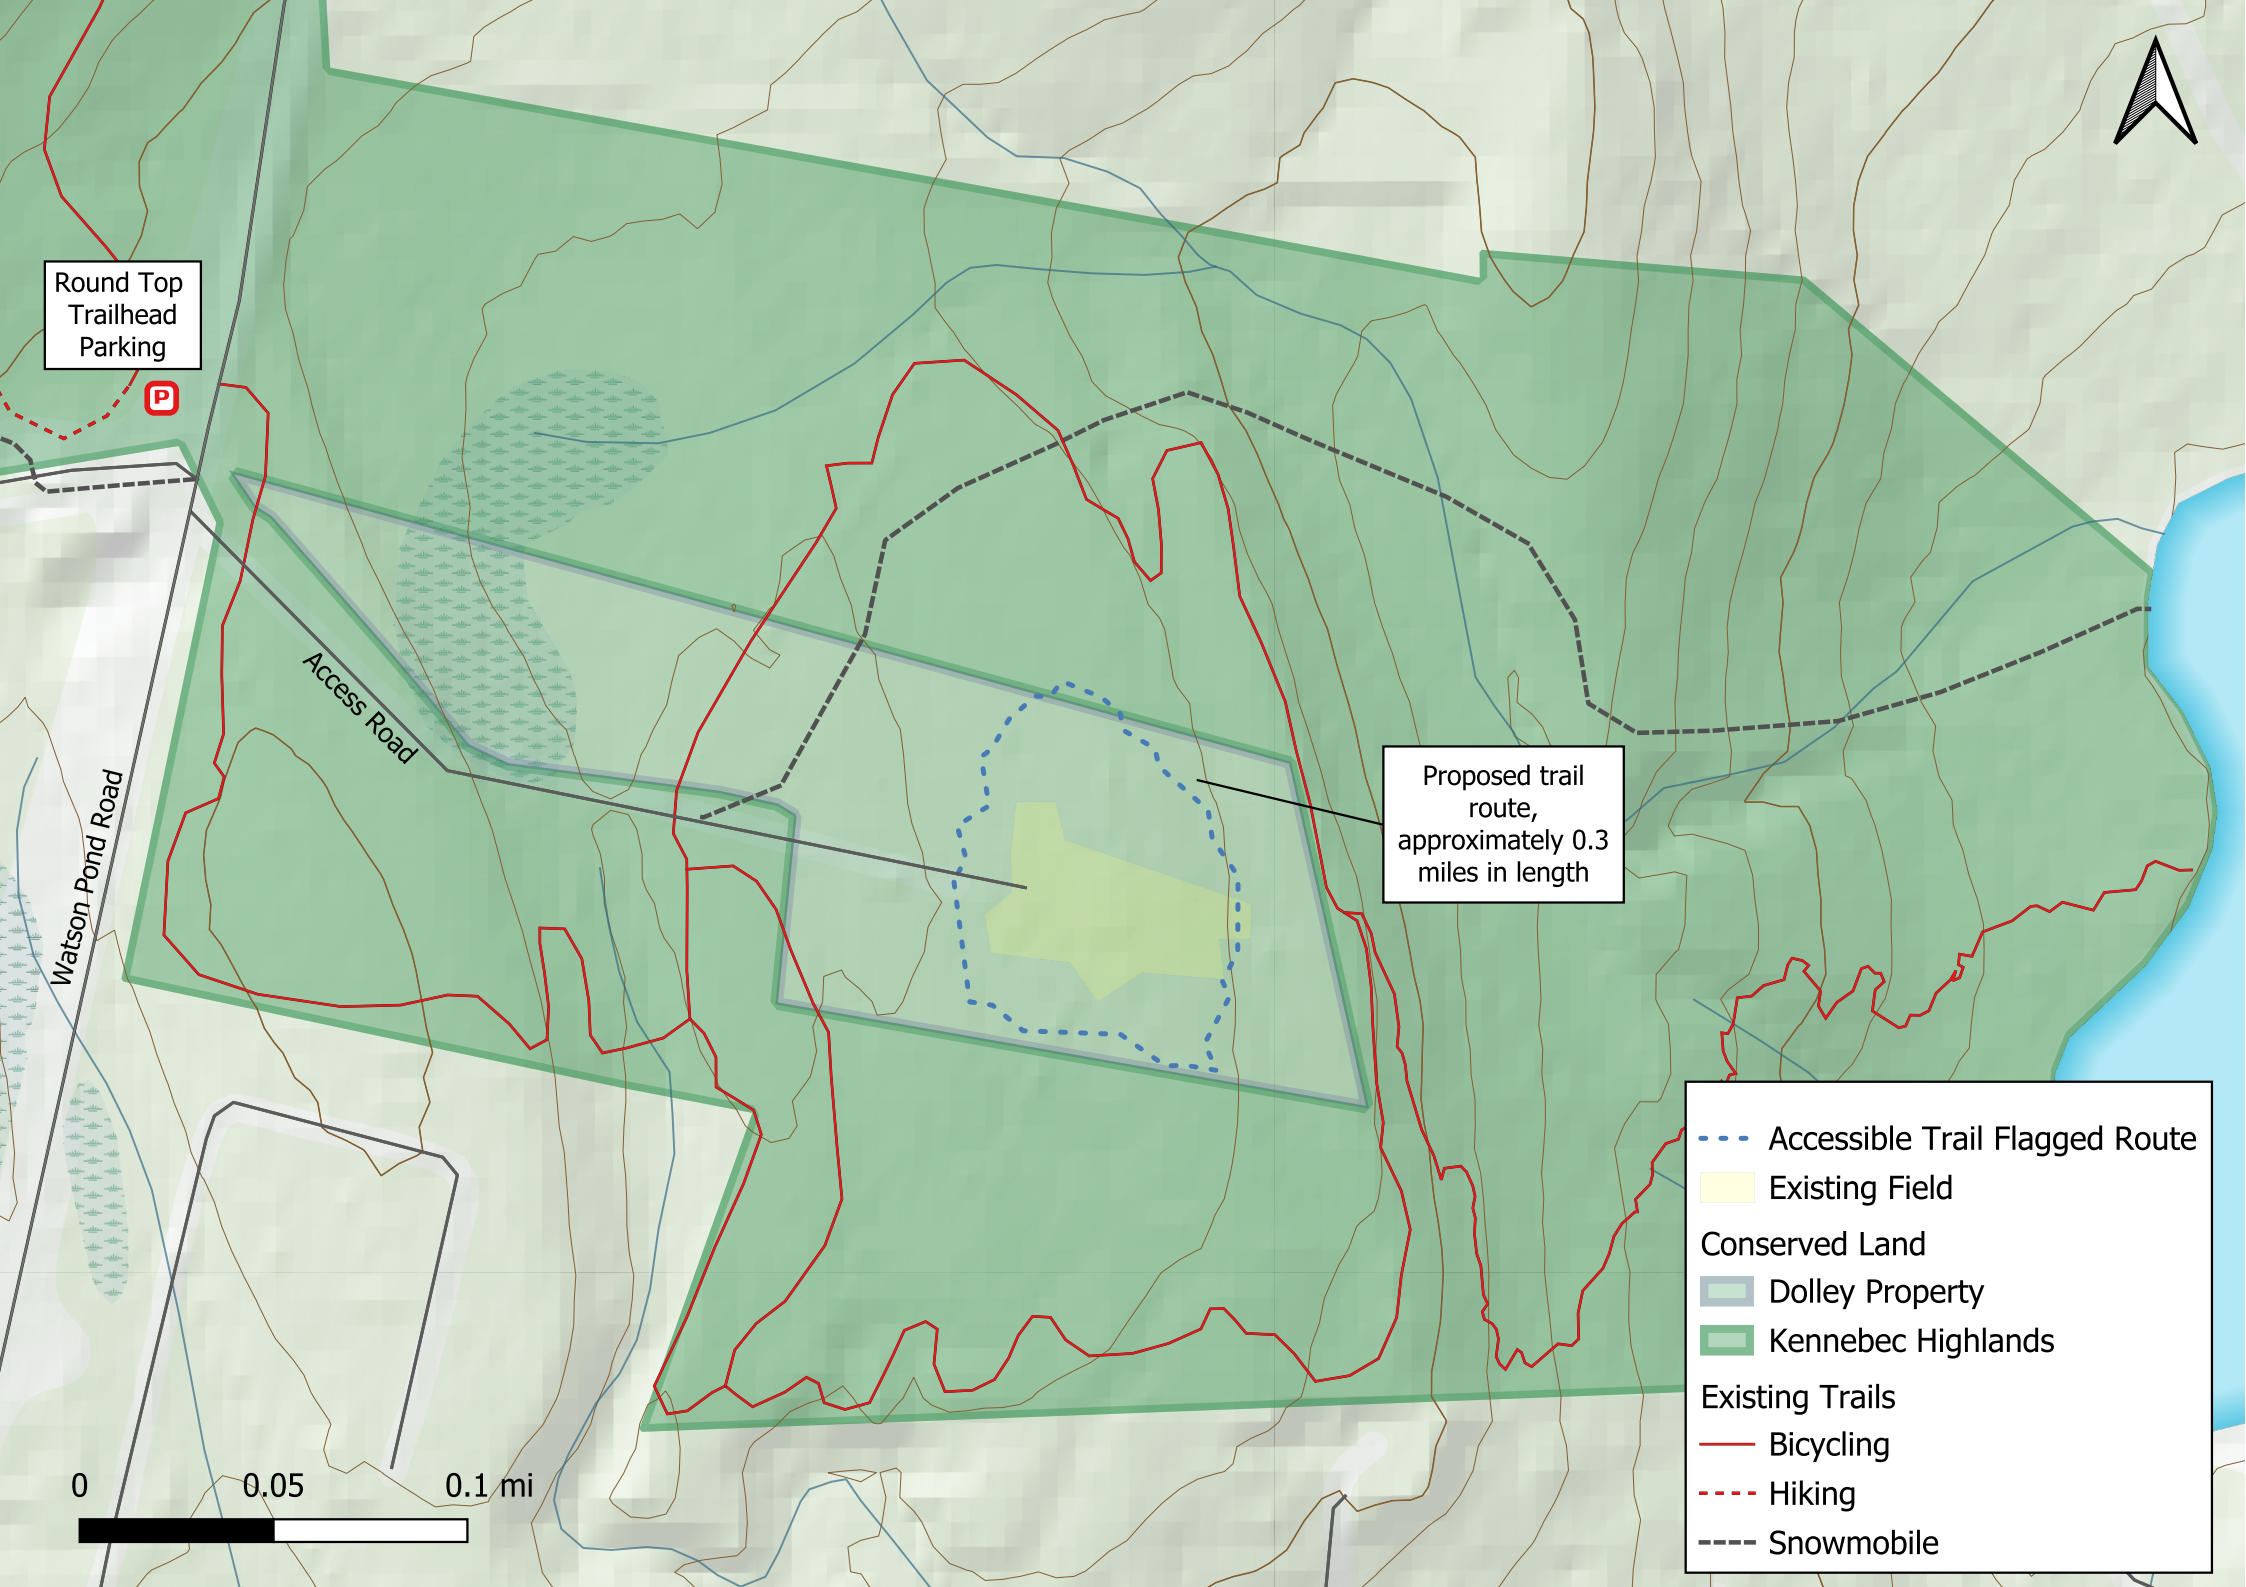 Round Top
Trailhead
Parking
P
Access Road
Watson Pond Road
Proposed trail
route,
approximately 0.3
miles in length
0 0.05 0.1 mi
Accessible Trail Flagged Route
Existing Field
Conserved Land
Dolley Property
Kennebec Highlands
Existing Trails
Bicycling
Hiking
Snowmobile